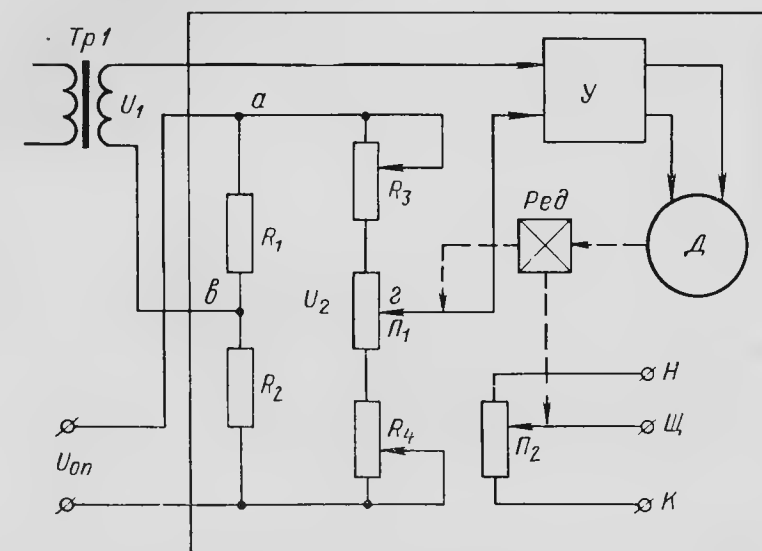 Тр1
U₁
а
У
R₃
Ред
R₁
Д
в
U₂
г
П₁
R₂
R₄
Н
Щ
П₂
Uоп
К